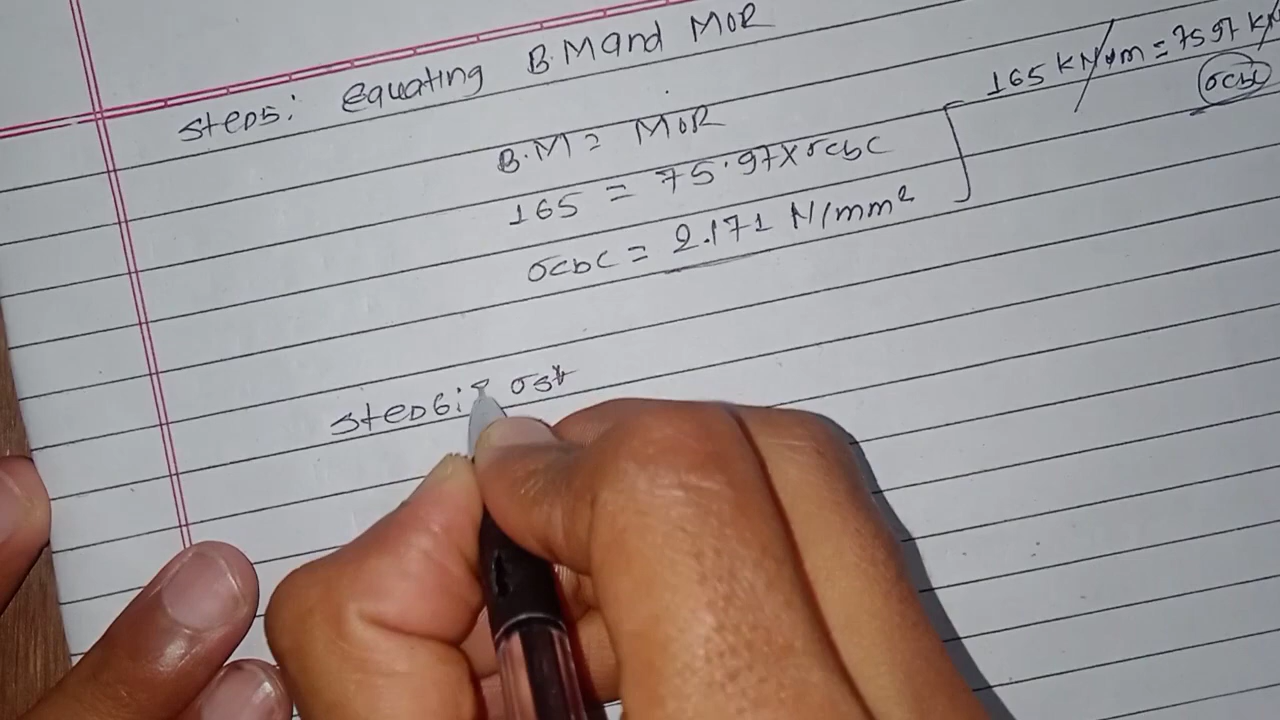 Step5: equating B.M and MOR
B.M = MOR
165 = 75.97 x σcbc
σcbc = 2.171 N/mm²
165 kN m = 75.97 kN
σcbc
Step6: σst